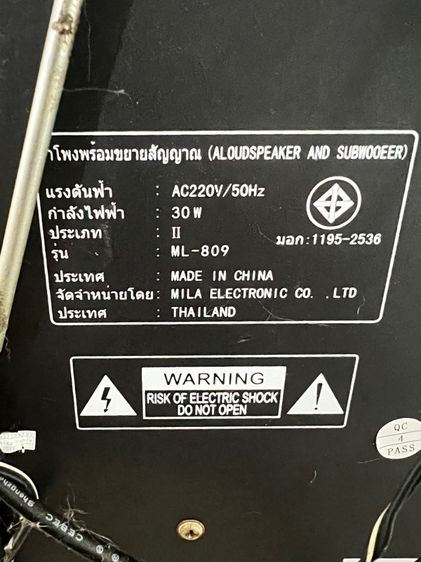 าโพงพร้อมขยายสัญญาณ (ALOUDSPEAKER AND SUBWOOEER)
แรงดันฟ้า : AC220V/50Hz
กำลังไฟฟ้า : 30W
ประเภท : II
รุ่น : ML-809
มอก:1195-2536
ประเทศ : MADE IN CHINA
จัดจำหน่ายโดย: MILA ELECTRONIC CO. ,LTD
ประเทศ : THAILAND
WARNING
RISK OF ELECTRIC SHOCK
DO NOT OPEN
QC
4
PASS
CEBEC